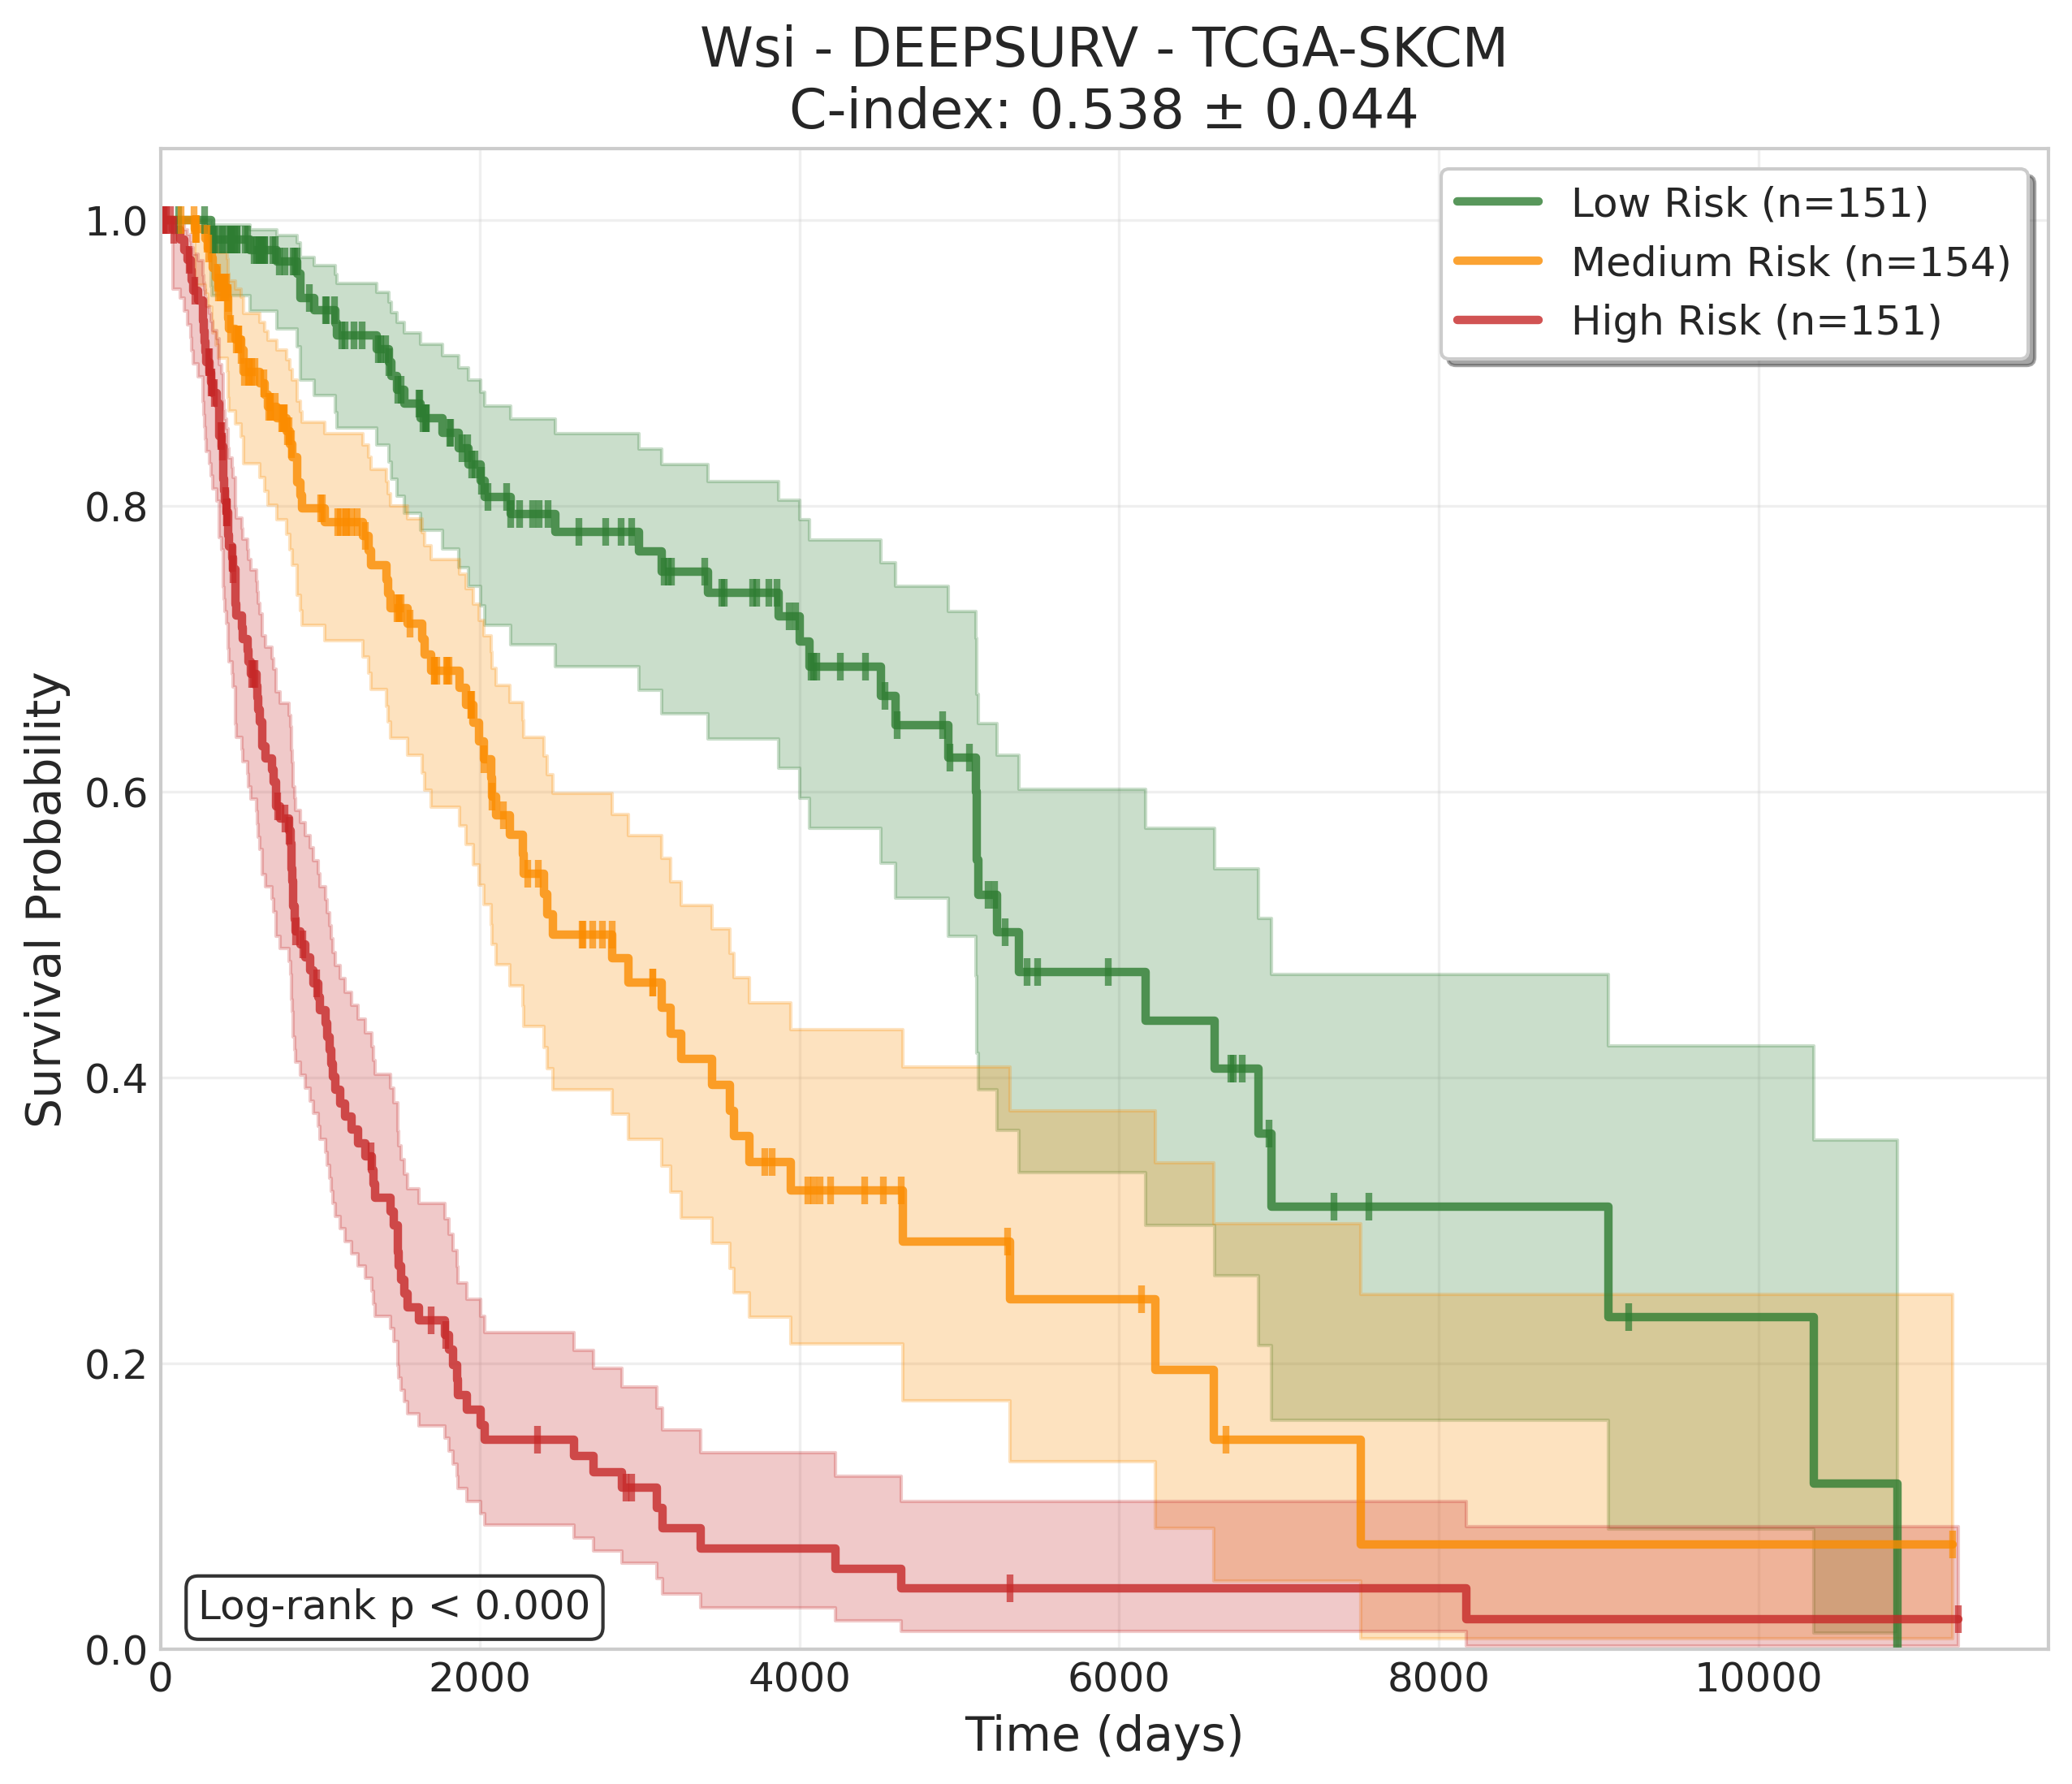 Wsi - DEEPSURV - TCGA-SKCM
C-index: 0.538 ± 0.044
Low Risk (n=151)
Medium Risk (n=154)
High Risk (n=151)
Survival Probability
1.0
0.8
0.6
0.4
0.2
0.0
Log-rank p < 0.000
0 2000 4000 6000 8000 10000
Time (days)